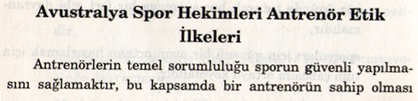 Avustralya Spor Hekimleri Antrenör Etik
İlkeleri
Antrenörlerin temel sorumluluğu sporun güvenli yapılma-
sını sağlamaktır, bu kapsamda bir antrenörün sahip olması